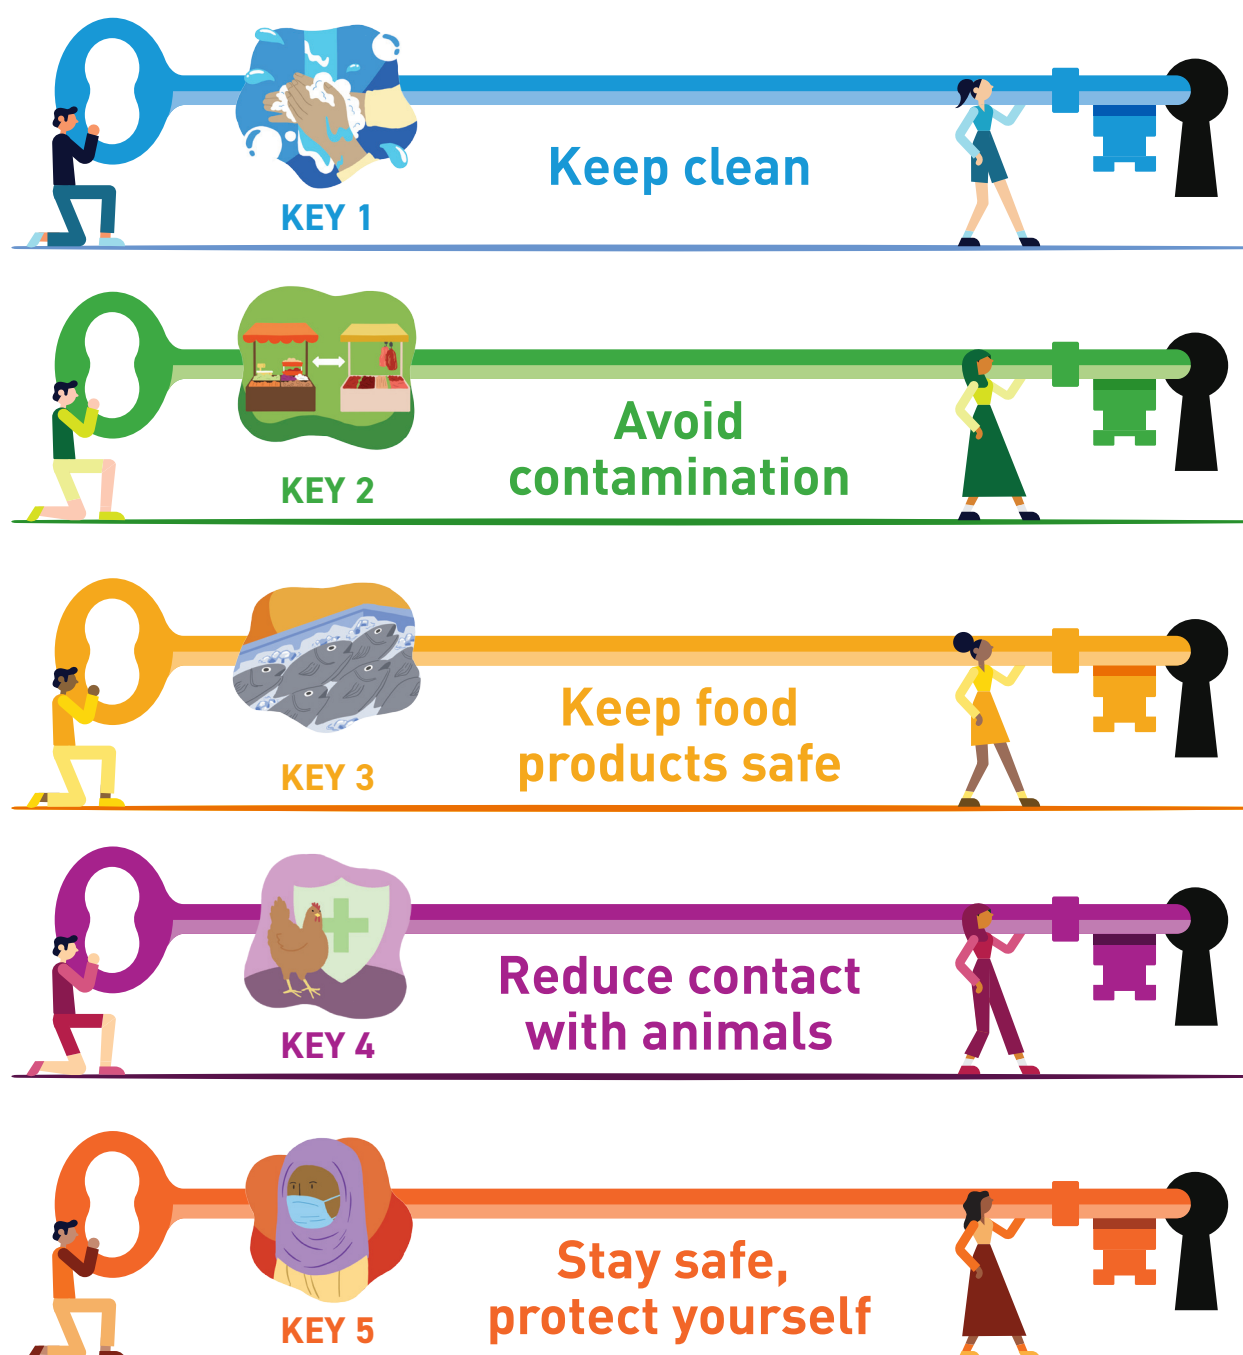 Keep clean
KEY 1
Avoid
contamination
KEY 2
Keep food
products safe
KEY 3
Reduce contact
with animals
KEY 4
Stay safe,
protect yourself
KEY 5